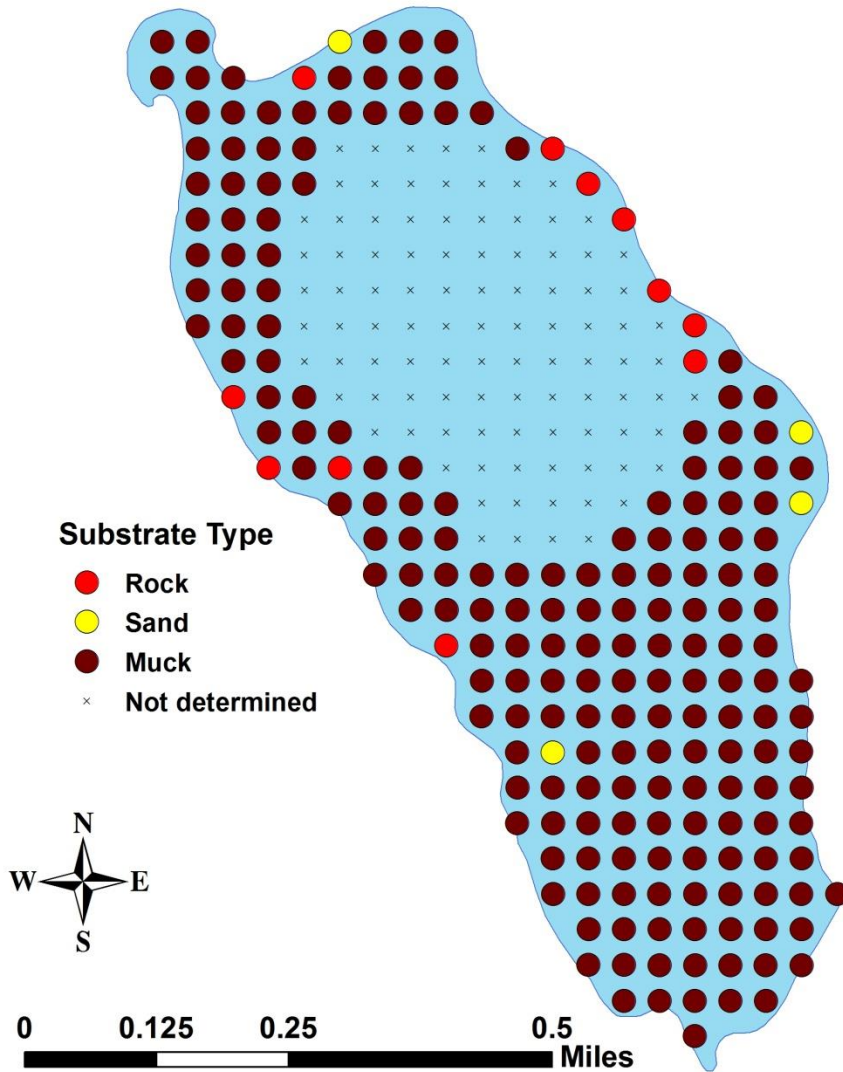 Substrate Type
Rock
Sand
Muck
Not determined
N
W E
S
0 0.125 0.25 0.5
Miles